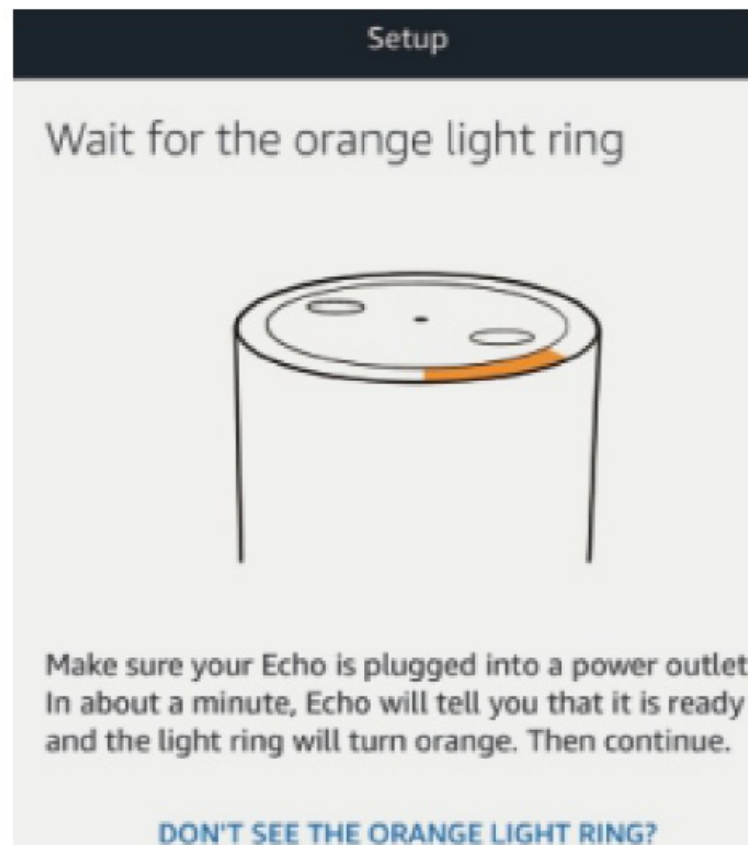 Setup
Wait for the orange light ring
Make sure your Echo is plugged into a power outlet
In about a minute, Echo will tell you that it is ready
and the light ring will turn orange. Then continue.
DON'T SEE THE ORANGE LIGHT RING?